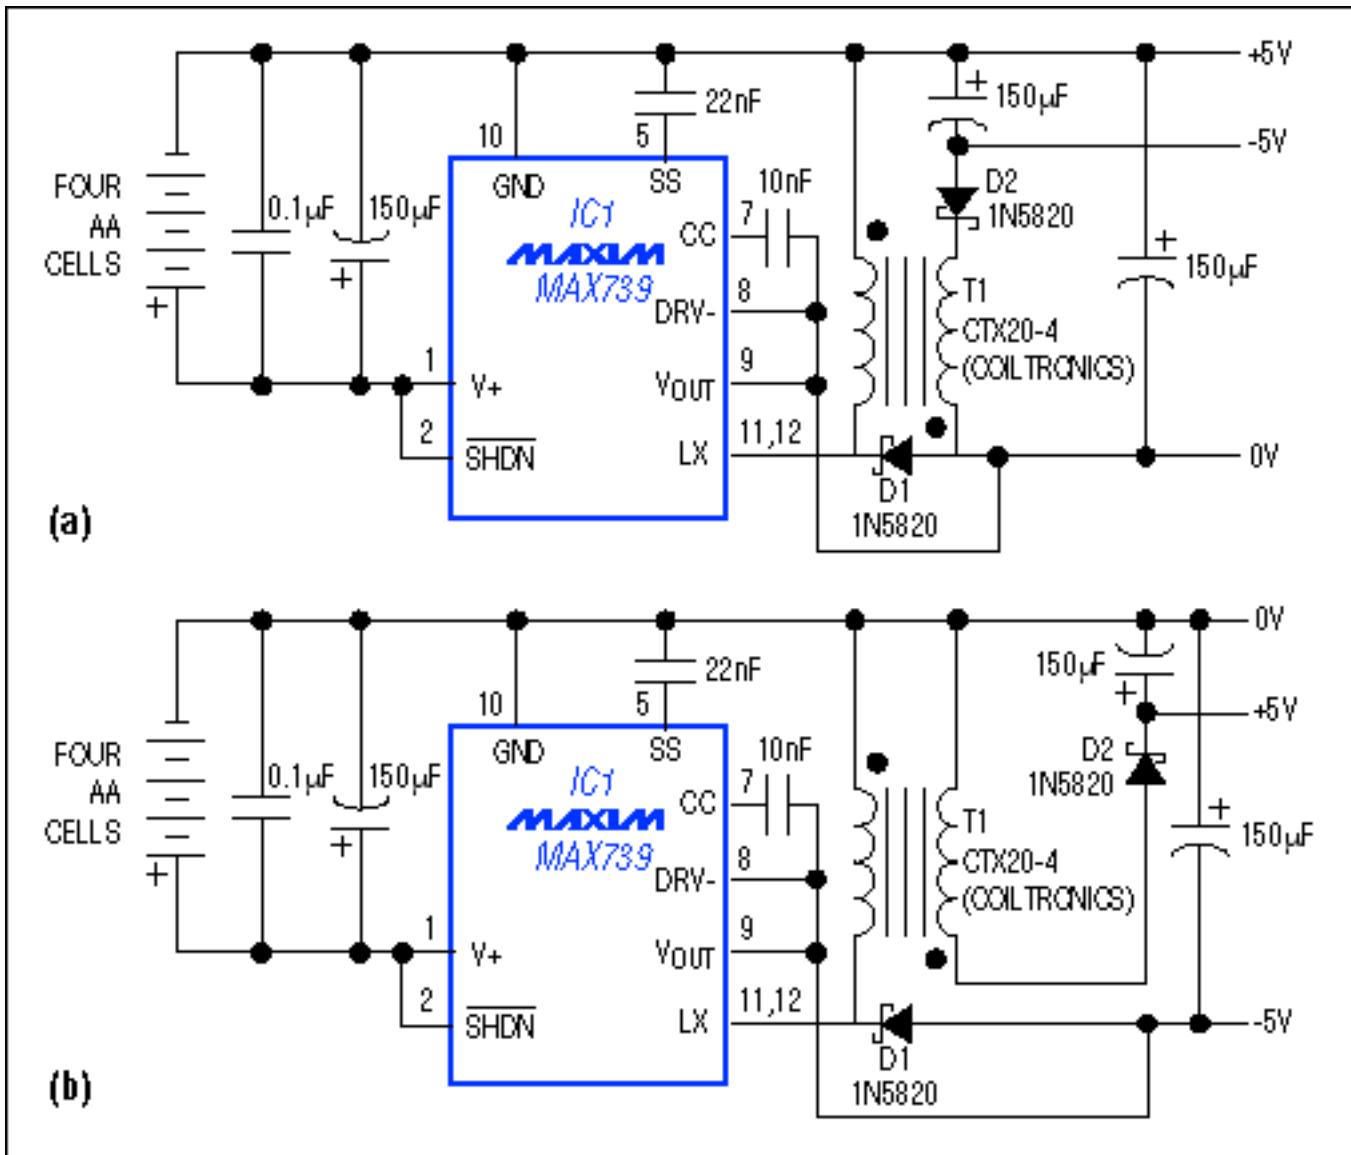 +5V
22nF
+
150µF
10
5
-5V
FOUR
AA
CELLS
+
0.1µF
150µF
+
GND
SS
IC1
MAXIM
MAX739
10nF
7
CC
8
DRV-
9
VOUT
11,12
LX
1
V+
2
SHDN
D2
1N5820
T1
CTX20-4
(COILTRONICS)
+
150µF
0V
D1
1N5820
(a)
0V
22nF
150µF
+
10
5
+5V
FOUR
AA
CELLS
+
0.1µF
150µF
+
GND
SS
IC1
MAXIM
MAX739
10nF
7
CC
8
DRV-
9
VOUT
11,12
LX
1
V+
2
SHDN
D2
1N5820
T1
CTX20-4
(COILTRONICS)
+
150µF
-5V
D1
1N5820
(b)